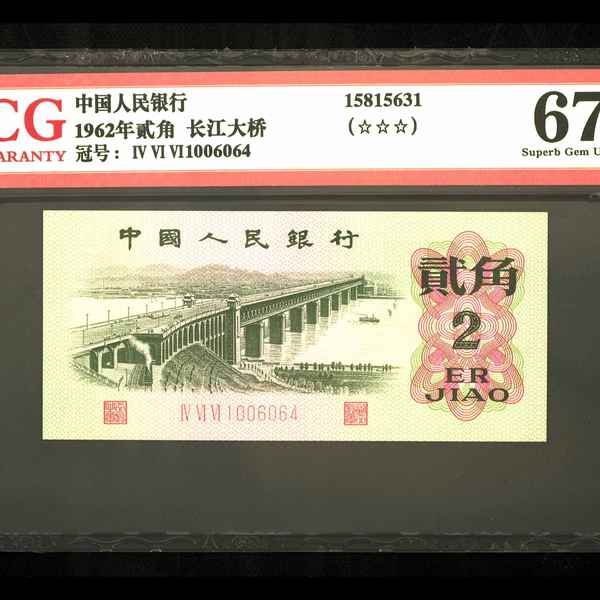 CG
ARANTY
中国人民银行
1962年贰角 长江大桥
冠号：Ⅳ Ⅵ Ⅵ1006064
15815631
(☆☆☆)
67
Superb Gem U
中國人民銀行
貳角
2
ER
JIAO
Ⅳ Ⅵ Ⅵ 1006064